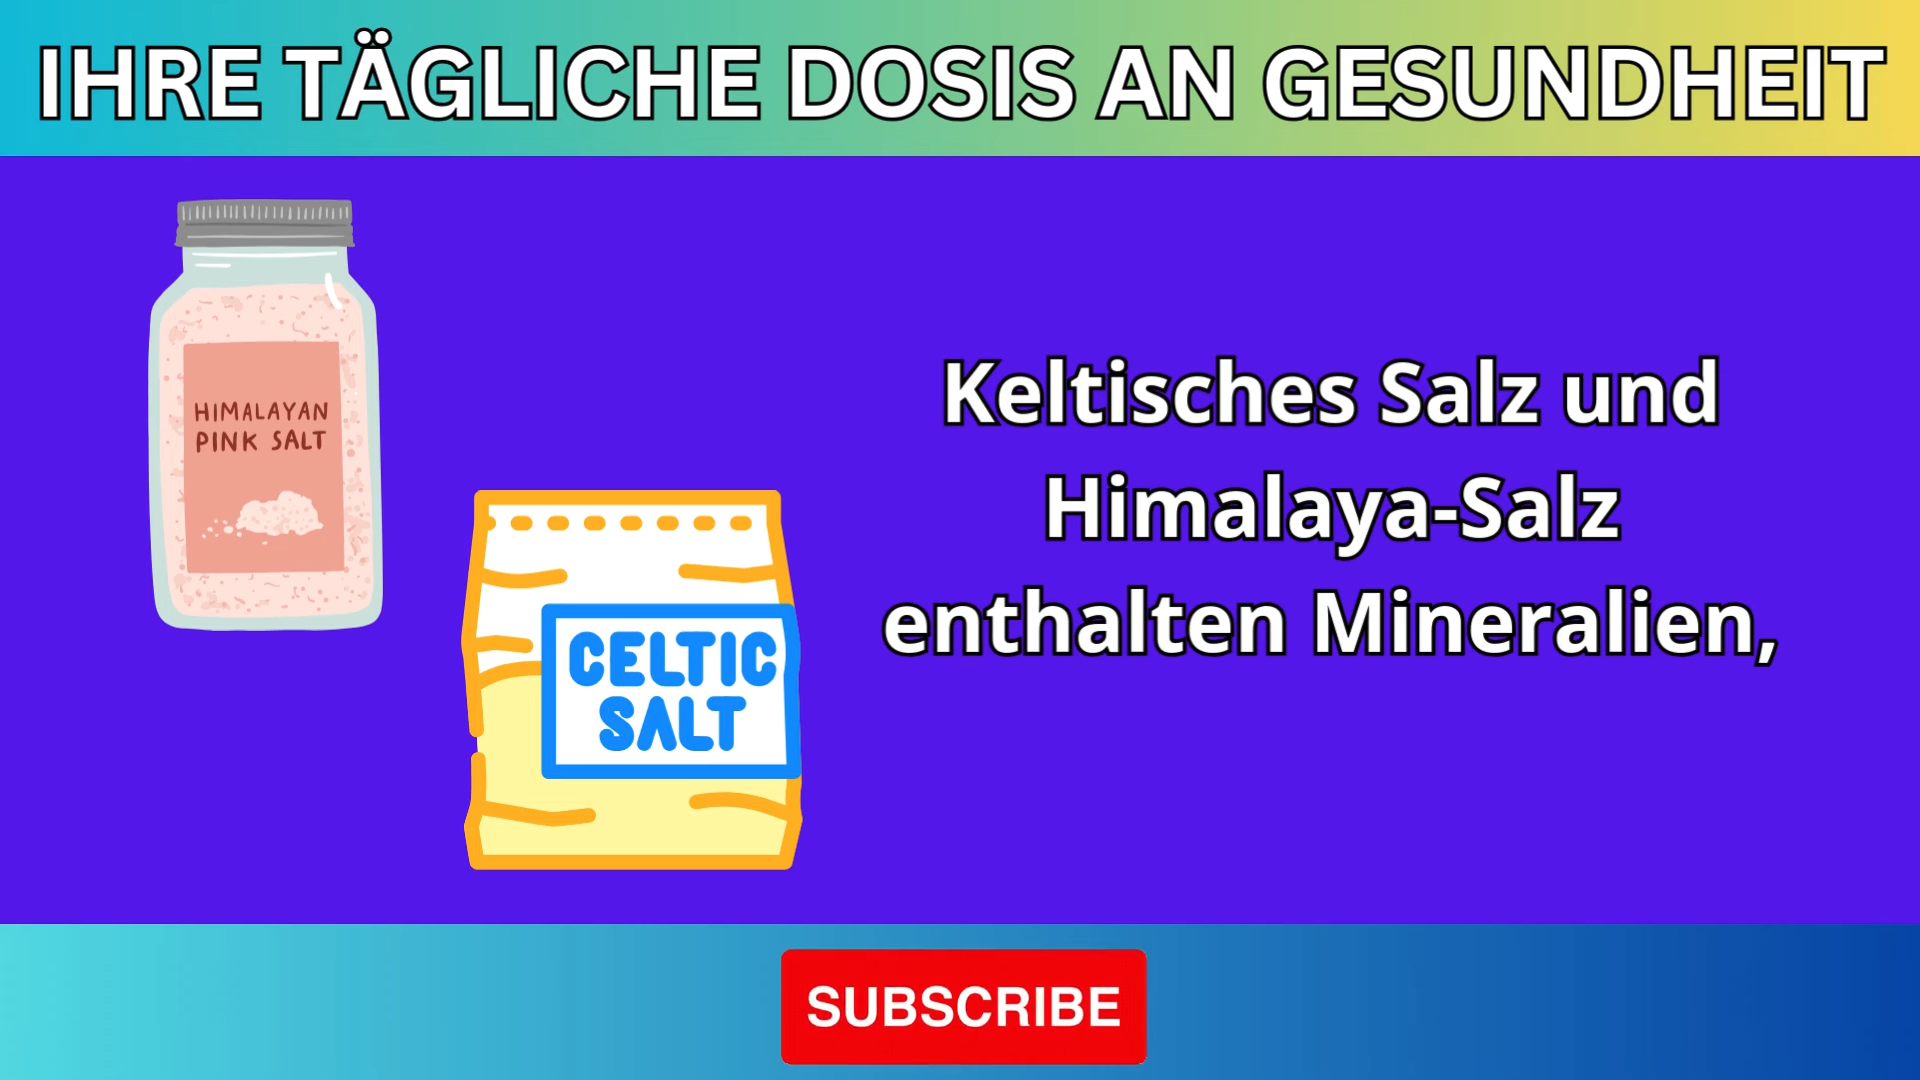 IHRE TÄGLICHE DOSIS AN GESUNDHEIT
HIMALAYAN
PINK SALT
CELTIC
SALT
Keltisches Salz und
Himalaya-Salz
enthalten Mineralien,
SUBSCRIBE